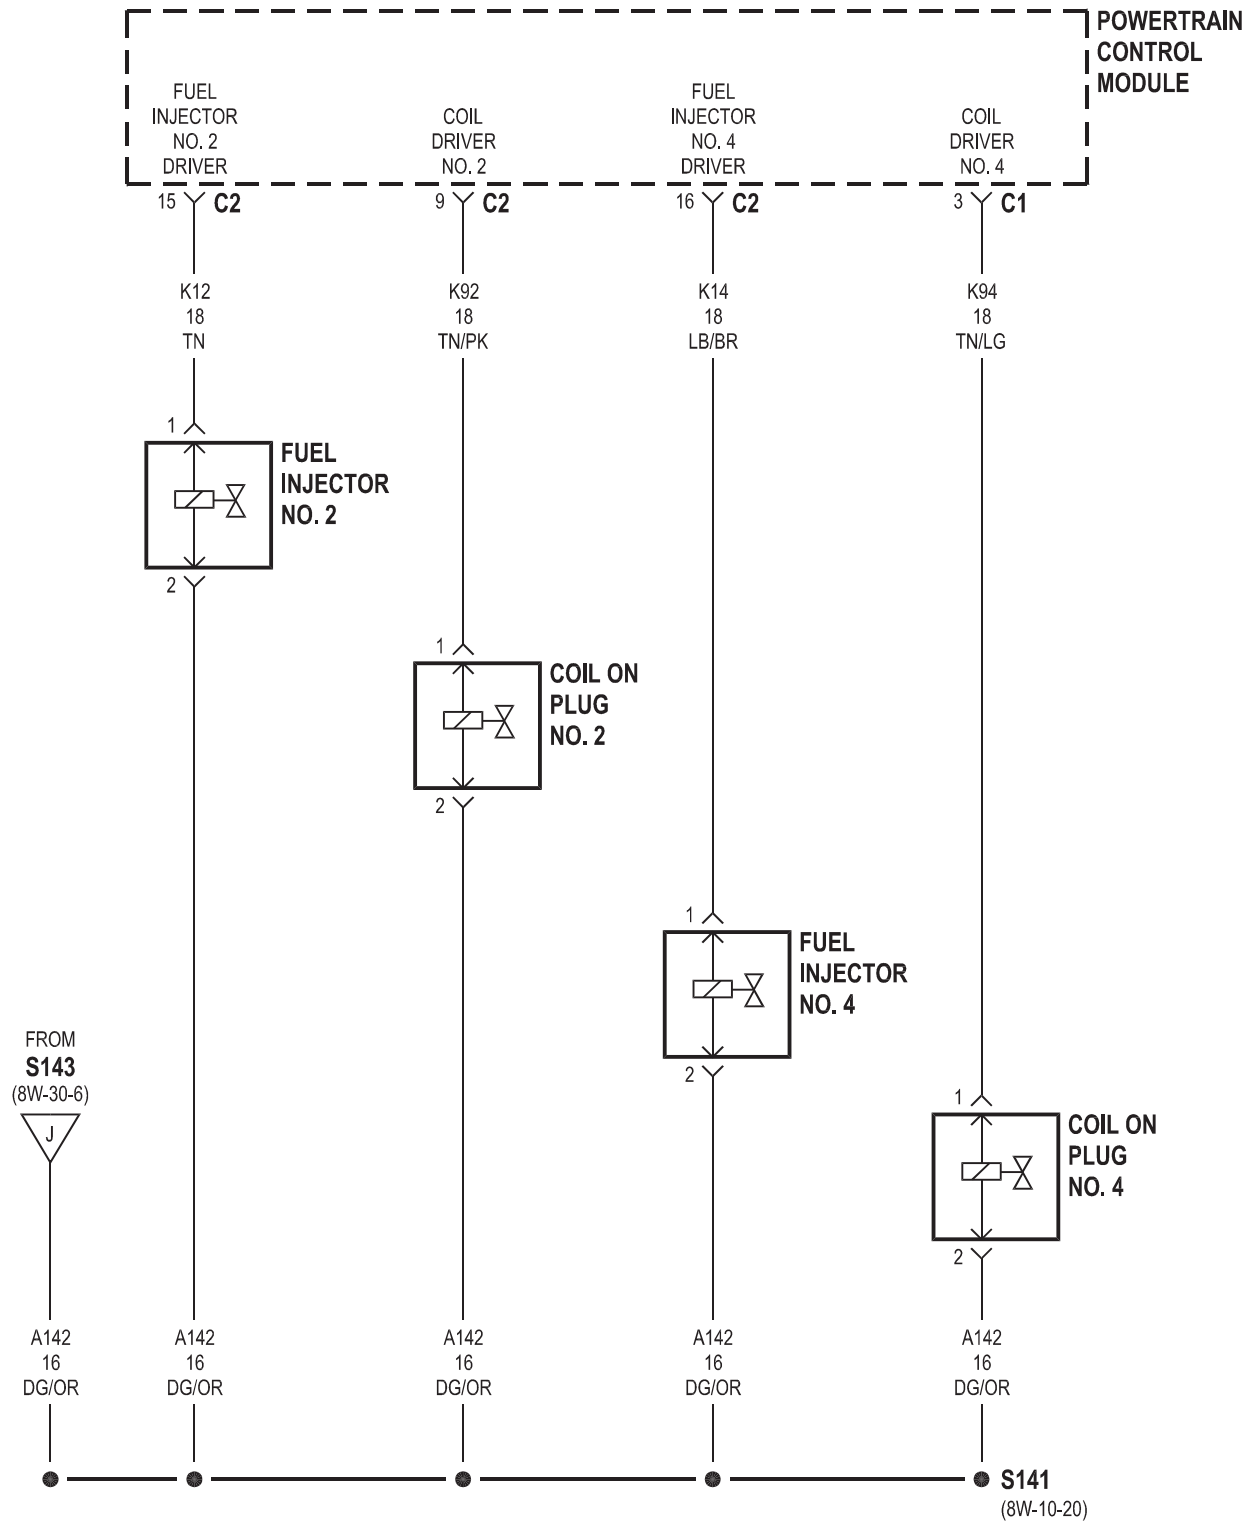 POWERTRAIN
CONTROL
MODULE
FUEL
INJECTOR
NO. 2
DRIVER
COIL
DRIVER
NO. 2
FUEL
INJECTOR
NO. 4
DRIVER
COIL
DRIVER
NO. 4
15 C2
9 C2
16 C2
3 C1
K12
18
TN
K92
18
TN/PK
K14
18
LB/BR
K94
18
TN/LG
1
FUEL
INJECTOR
NO. 2
2
1
COIL ON
PLUG
NO. 2
2
1
FUEL
INJECTOR
NO. 4
2
FROM
S143
(8W-30-6)
J
1
COIL ON
PLUG
NO. 4
2
A142
16
DG/OR
A142
16
DG/OR
A142
16
DG/OR
A142
16
DG/OR
A142
16
DG/OR
S141
(8W-10-20)